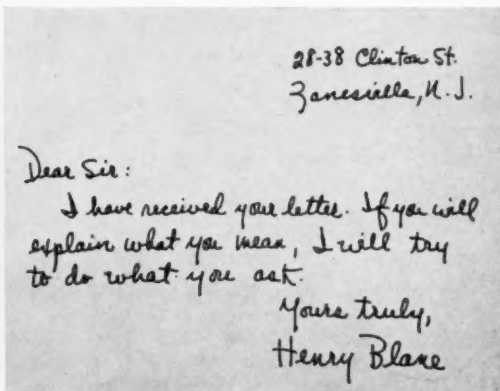 28-38 Clinton St.
Zanesville, N. J.
Dear Sir:
I have received your letter. If you will
explain what you mean, I will try
to do what you ask.
Yours truly,
Henry Blane